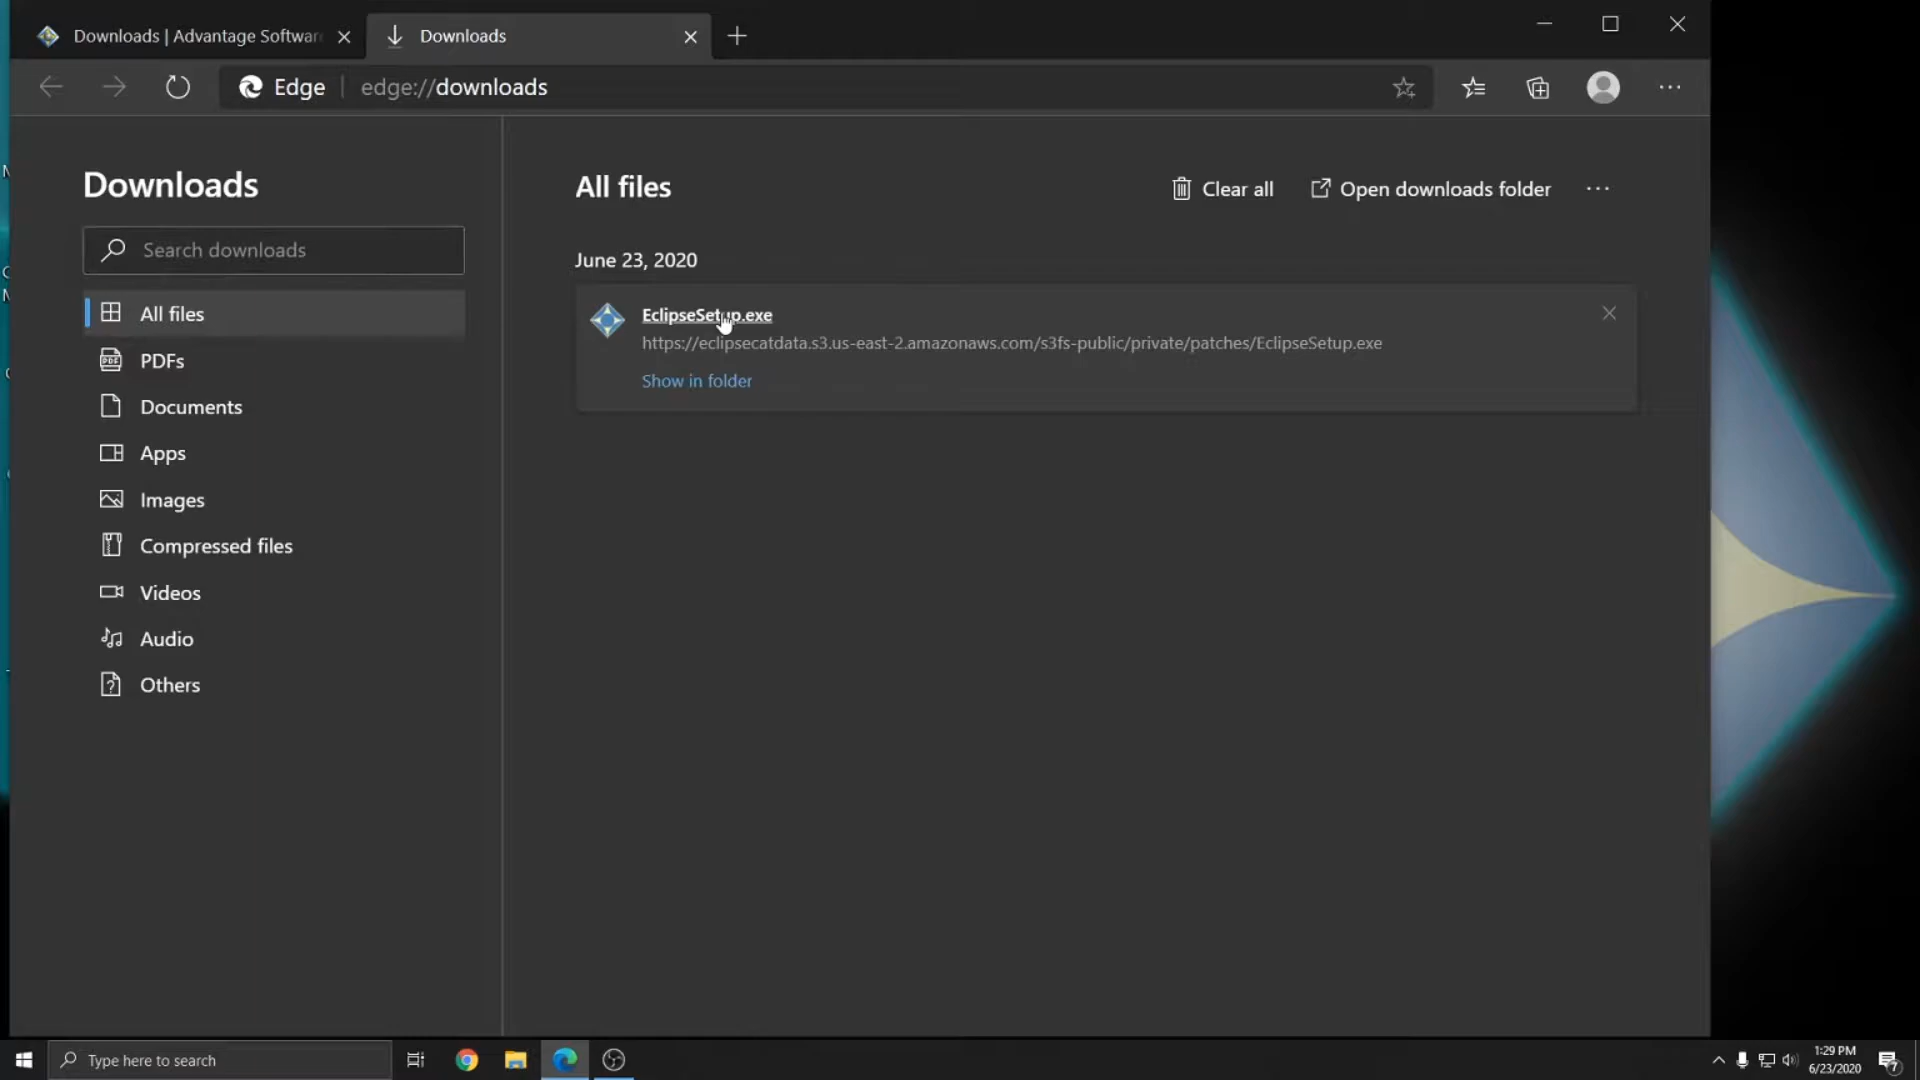 Downloads | Advantage Softwar
Downloads
Edge
edge://downloads
Downloads
Search downloads
All files
PDFs
Documents
Apps
Images
Compressed files
Videos
Audio
Others
All files
Clear all
Open downloads folder
June 23, 2020
EclipseSetup.exe
https://eclipsecatdata.s3.us-east-2.amazonaws.com/s3fs-public/private/patches/EclipseSetup.exe
Show in folder
Type here to search
1:29 PM
6/23/2020
7